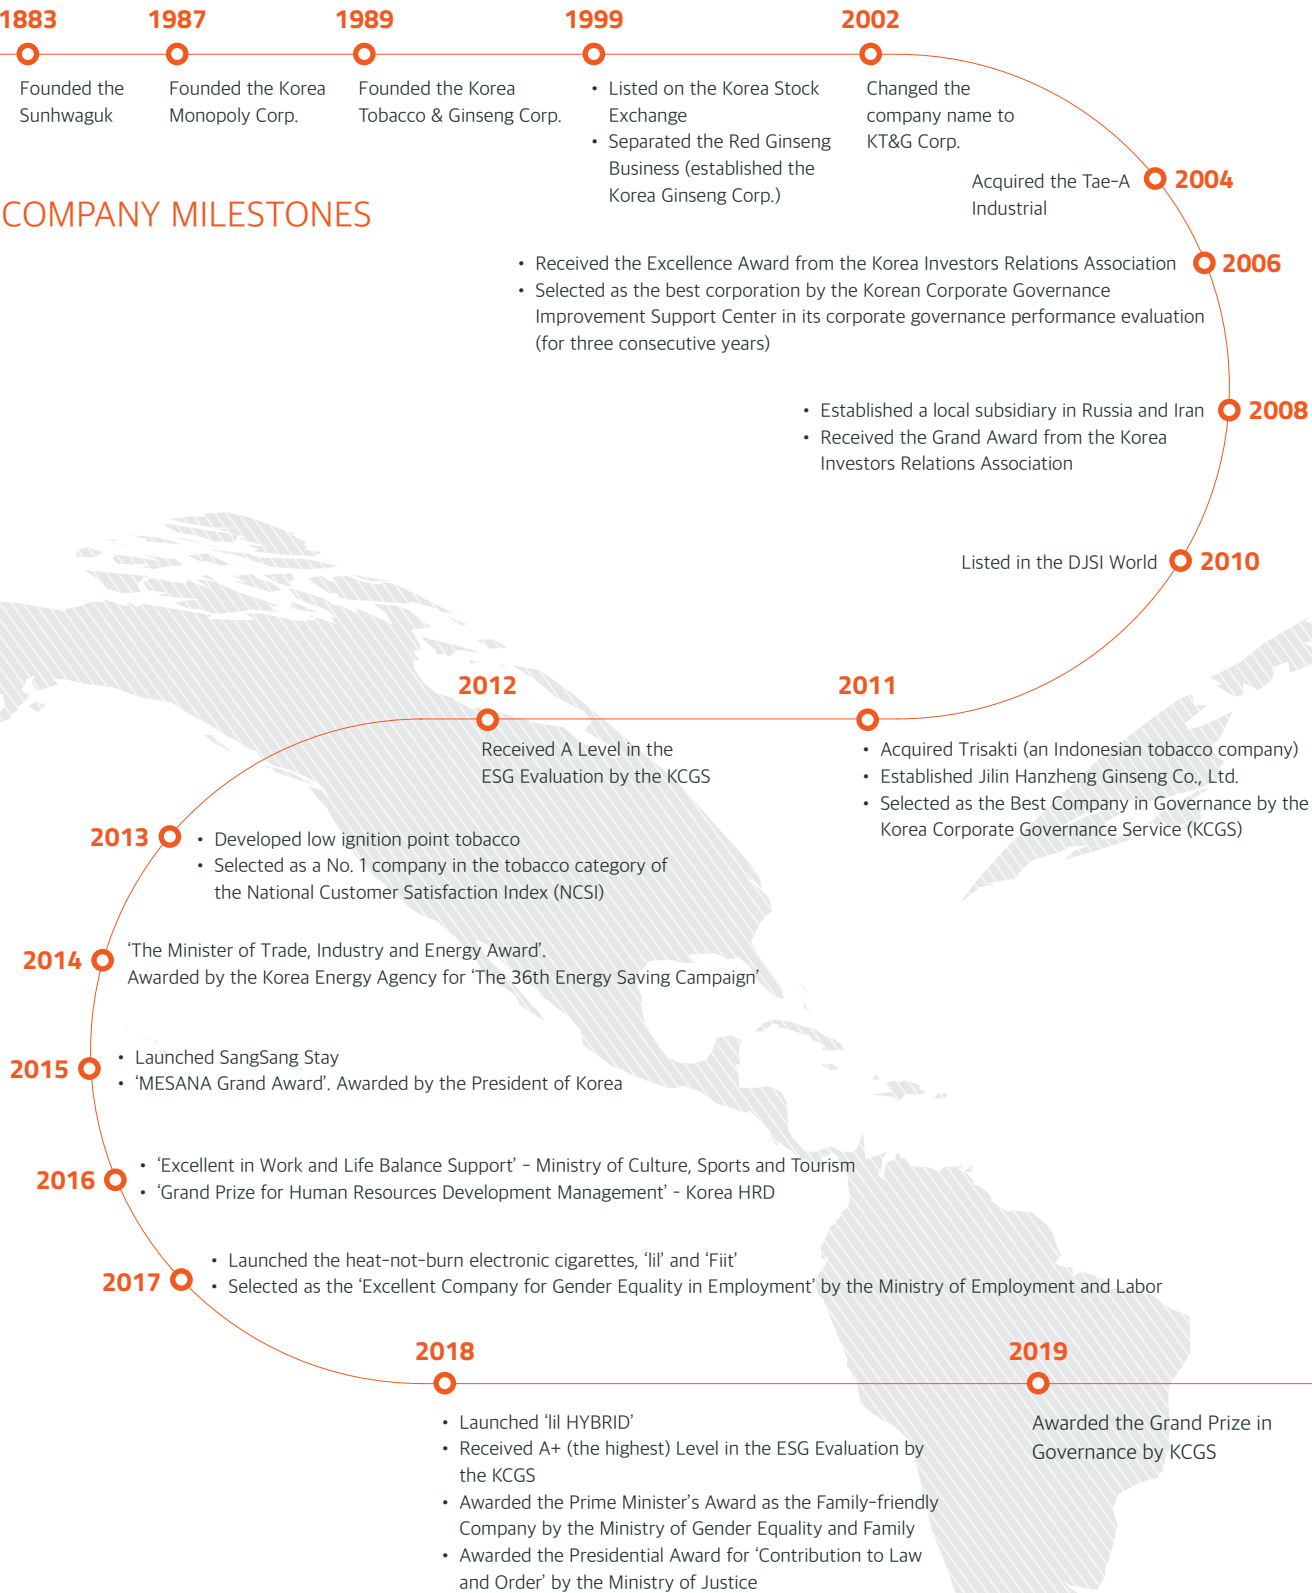 1883
Founded the
Sunhwaguk
1987
Founded the Korea
Monopoly Corp.
1989
Founded the Korea
Tobacco & Ginseng Corp.
1999
• Listed on the Korea Stock
Exchange
• Separated the Red Ginseng
Business (established the
Korea Ginseng Corp.)
2002
Changed the
company name to
KT&G Corp.
COMPANY MILESTONES
Acquired the Tae-A
Industrial
2004
• Received the Excellence Award from the Korea Investors Relations Association
• Selected as the best corporation by the Korean Corporate Governance
Improvement Support Center in its corporate governance performance evaluation
(for three consecutive years)
2006
• Established a local subsidiary in Russia and Iran
• Received the Grand Award from the Korea
Investors Relations Association
2008
Listed in the DJSI World
2010
2011
• Acquired Trisakti (an Indonesian tobacco company)
• Established Jilin Hanzheng Ginseng Co., Ltd.
• Selected as the Best Company in Governance by the
Korea Corporate Governance Service (KCGS)
2012
Received A Level in the
ESG Evaluation by the KCGS
2013
• Developed low ignition point tobacco
• Selected as a No. 1 company in the tobacco category of
the National Customer Satisfaction Index (NCSI)
2014
‘The Minister of Trade, Industry and Energy Award’.
Awarded by the Korea Energy Agency for ‘The 36th Energy Saving Campaign’
2015
• Launched SangSang Stay
• ‘MESANA Grand Award’. Awarded by the President of Korea
2016
• ‘Excellent in Work and Life Balance Support’ - Ministry of Culture, Sports and Tourism
• ‘Grand Prize for Human Resources Development Management’ - Korea HRD
2017
• Launched the heat-not-burn electronic cigarettes, ‘lil’ and ‘Fiit’
• Selected as the ‘Excellent Company for Gender Equality in Employment’ by the Ministry of Employment and Labor
2018
• Launched ‘lil HYBRID’
• Received A+ (the highest) Level in the ESG Evaluation by
the KCGS
• Awarded the Prime Minister’s Award as the Family-friendly
Company by the Ministry of Gender Equality and Family
• Awarded the Presidential Award for ‘Contribution to Law
and Order’ by the Ministry of Justice
2019
Awarded the Grand Prize in
Governance by KCGS